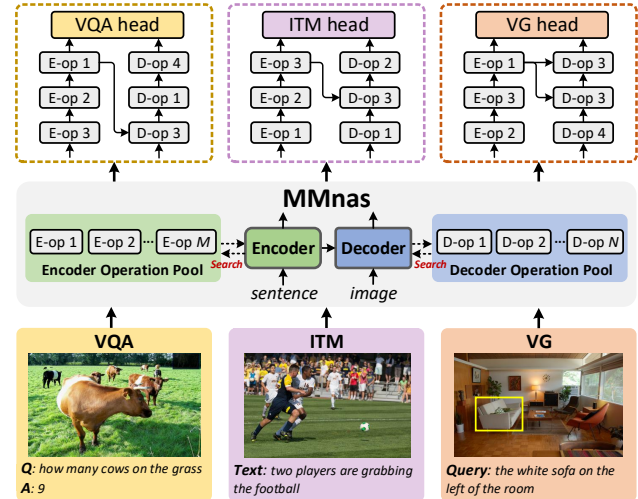 VQA head
E-op 1
D-op 4
E-op 2
D-op 1
E-op 3
D-op 3
ITM head
E-op 3
D-op 2
E-op 2
D-op 3
E-op 1
D-op 1
VG head
E-op 1
D-op 3
E-op 3
D-op 3
E-op 2
D-op 4
MMnas
E-op 1 E-op 2 ··· E-op M
Encoder Operation Pool
Search
Encoder
Decoder
Search
D-op 1 D-op 2 ··· D-op N
Decoder Operation Pool
sentence
image
VQA
Q: how many cows on the grass
A: 9
ITM
Text: two players are grabbing
the football
VG
Query: the white sofa on the
left of the room